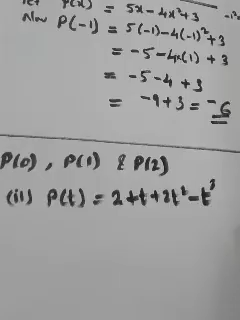 let P(x) = 5x - 4x² + 3
Now P(-1) = 5(-1) - 4(-1)² + 3
= -5 - 4x(1) + 3
= -5 - 4 + 3
= -9 + 3 = -6
P(0), P(1) & P(2)
(ii) P(t) = 2 + t + 2t² - t³